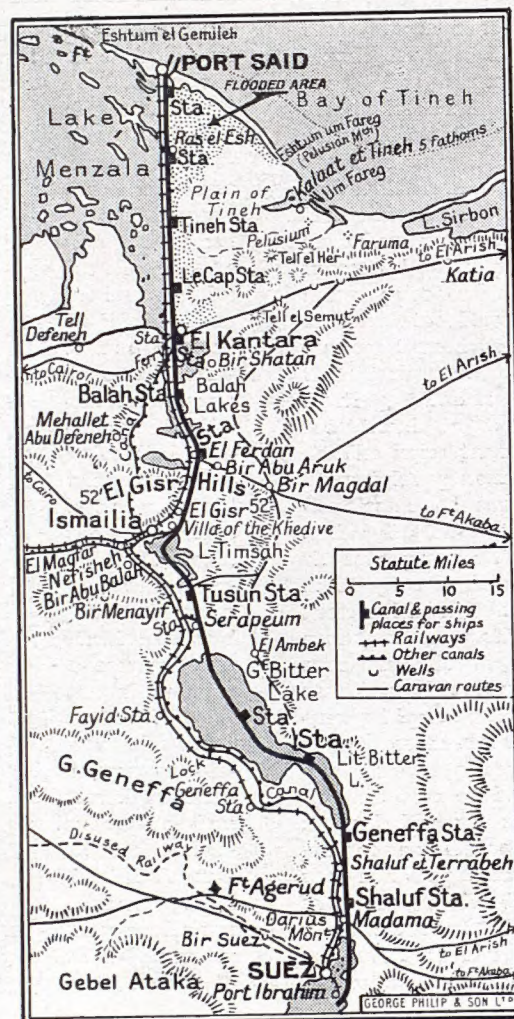 Eshtum el Gemileh
Ft
PORT SAID
Sta.
FLOODED AREA
Bay of Tineh
Lake
Menzala
Ras el Esh
Sta.
Eshtum um Fareg
(Pelusian Mth)
Kalaat et Tineh
5 Fathoms
Um Fareg
Plain of
Tineh
L. Sirbon
Tineh Sta.
Pelusium
Faruma
Tell el Her
to El Arish
Katia
Le Cap Sta.
Tell el Semut
Tell
Defeneh
Sta.
El Kantara
Sta.
Bir Shatan
to Cairo
Balah Sta.
Balah
Lakes
to El Arish
Mehallet
Abu Defeneh
Canal
Sta.
El Ferdan
Bir Abu Aruk
Bir Magdal
to Cairo
52'
El Gisr Hills
El Gisr 52'
to Ft Akaba
Ismailia
Villa of the Khedive
L. Timsah
El Magfar
Nefisheh
Bir Abu Balah
Tusun Sta.
Bir Menayif
Serapeum
Sta.
El Ambek
G. Bitter
Lake
Statute Miles
0 5 10 15
Canal & passing
places for ships
Railways
Other canals
Wells
Caravan routes
Sta.
Sta.
Fayid Sta.
Lit Bitter
L.
G. Geneffa
Lock
Canal
Geneffa
Sta.
Geneffa Sta.
Shaluf et Terrabeh
Disused Railway
Ft Agerud
Shaluf Sta.
Madama
Darius
Mont
Bir Suez
to El Arish
SUEZ
to Ft Akaba
Gebel Ataka
Port Ibrahim
GEORGE PHILIP & SON LTD